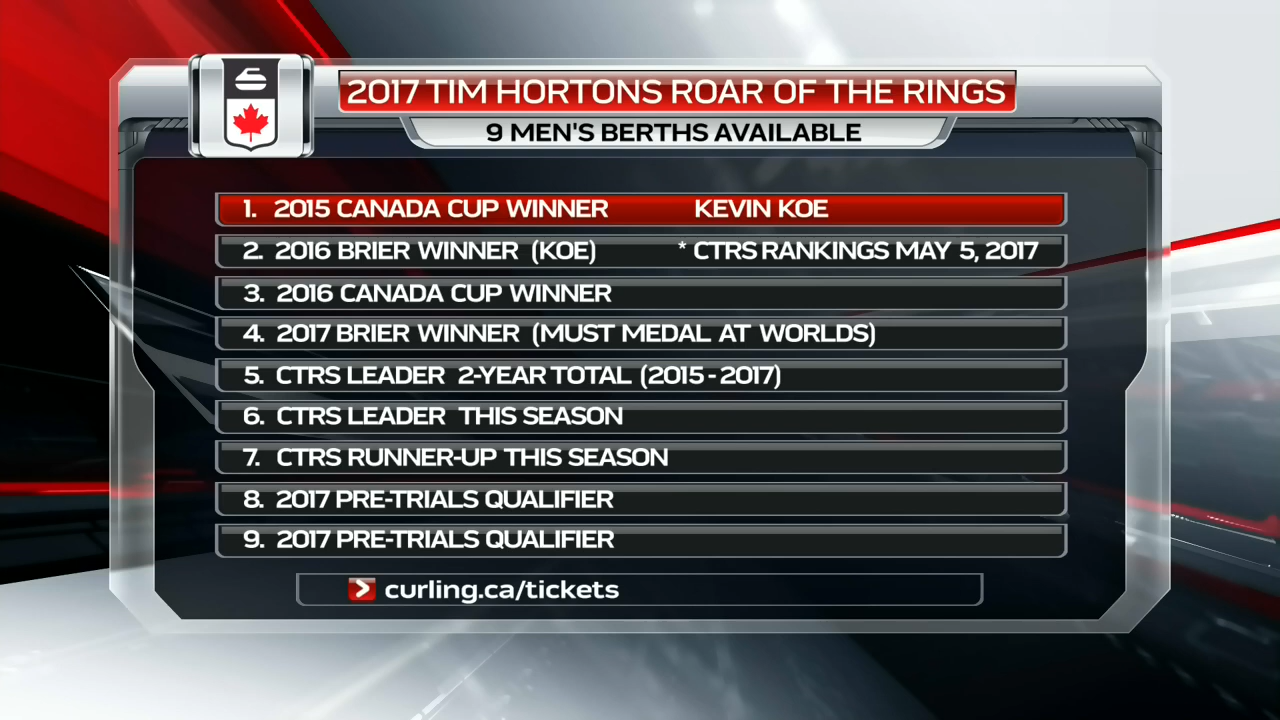 2017 TIM HORTONS ROAR OF THE RINGS
9 MEN'S BERTHS AVAILABLE
1. 2015 CANADA CUP WINNER KEVIN KOE
2. 2016 BRIER WINNER (KOE) * CTRS RANKINGS MAY 5, 2017
3. 2016 CANADA CUP WINNER
4. 2017 BRIER WINNER (MUST MEDAL AT WORLDS)
5. CTRS LEADER 2-YEAR TOTAL (2015-2017)
6. CTRS LEADER THIS SEASON
7. CTRS RUNNER-UP THIS SEASON
8. 2017 PRE-TRIALS QUALIFIER
9. 2017 PRE-TRIALS QUALIFIER
curling.ca/tickets